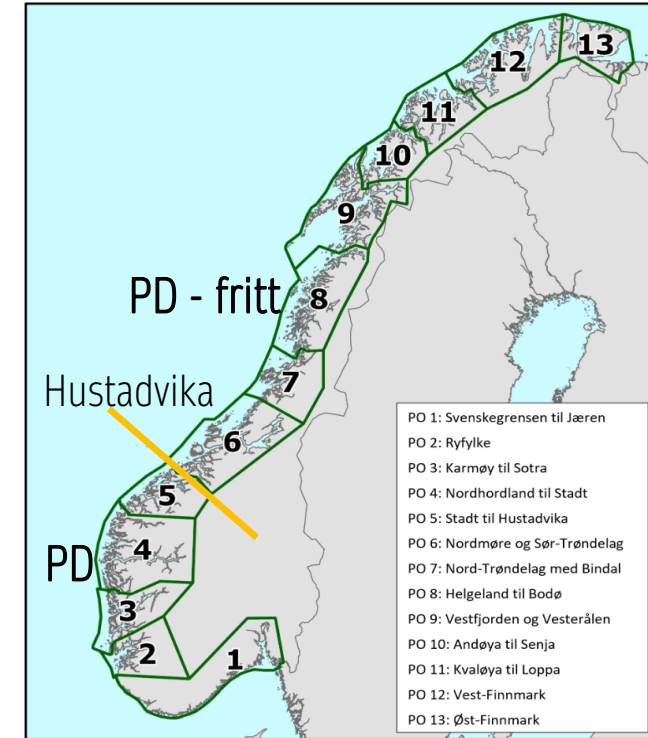 13
12
11
10
9
PD - fritt
8
7
Hustadvika
6
5
4
PD
3
2
1
PO 1: Svenskegrensen til Jæren
PO 2: Ryfylke
PO 3: Karmøy til Sotra
PO 4: Nordhordland til Stadt
PO 5: Stadt til Hustadvika
PO 6: Nordmøre og Sør-Trøndelag
PO 7: Nord-Trøndelag med Bindal
PO 8: Helgeland til Bodø
PO 9: Vestfjorden og Vesterålen
PO 10: Andøya til Senja
PO 11: Kvaløya til Loppa
PO 12: Vest-Finnmark
PO 13: Øst-Finnmark